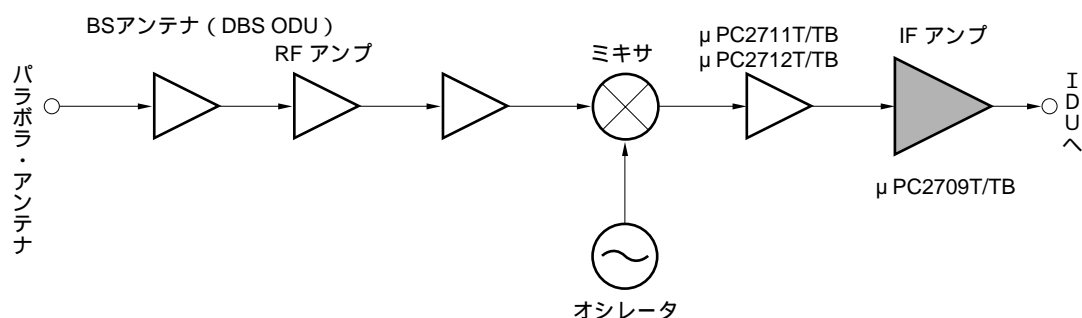 BSアンテナ（DBS ODU）
RF アンプ
ミキサ
μPC2711T/TB
μPC2712T/TB
IF アンプ
パラボラ・アンテナ
IDUへ
μPC2709T/TB
オシレータ